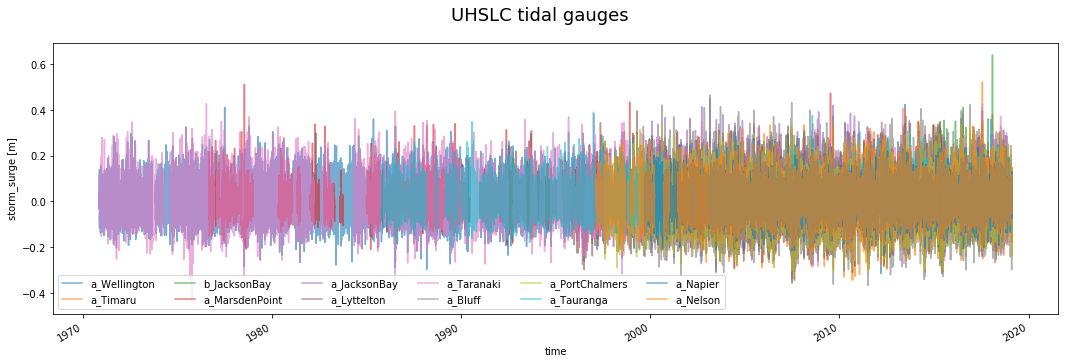 UHSLC tidal gauges
storm_surge [m]
0.6
0.4
0.2
0.0
−0.2
−0.4
a_Wellington b_JacksonBay a_JacksonBay a_Taranaki a_PortChalmers a_Napier
a_Timaru a_MarsdenPoint a_Lyttelton a_Bluff a_Tauranga a_Nelson
1970 1980 1990 2000 2010 2020
time